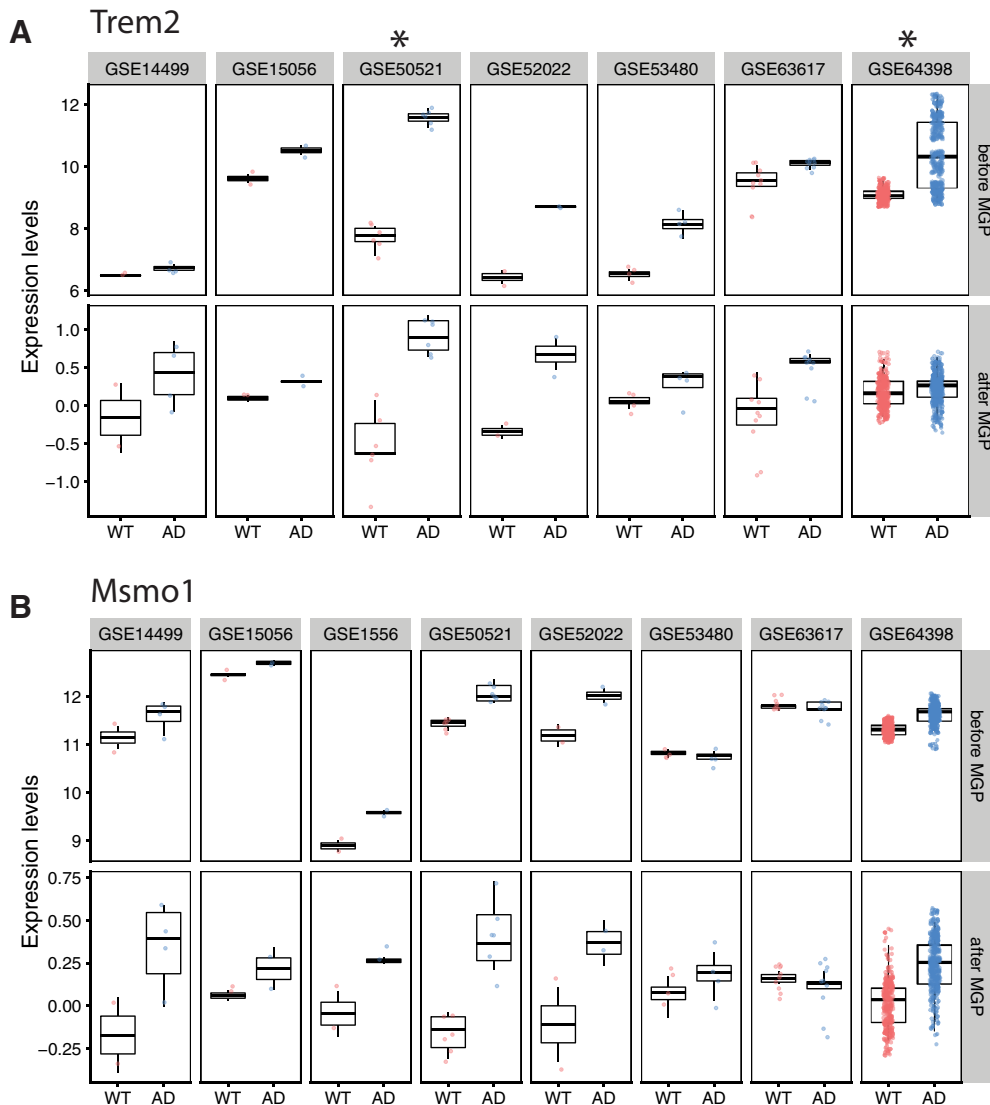 A
Trem2
* *
GSE14499 GSE15056 GSE50521 GSE52022 GSE53480 GSE63617 GSE64398
Expression levels
12
10
8
6
before MGP
1.0
0.5
0.0
−0.5
−1.0
after MGP
WT AD WT AD WT AD WT AD WT AD WT AD WT AD
B
Msmo1
GSE14499 GSE15056 GSE1556 GSE50521 GSE52022 GSE53480 GSE63617 GSE64398
Expression levels
12
11
10
9
before MGP
0.75
0.50
0.25
0.00
−0.25
after MGP
WT AD WT AD WT AD WT AD WT AD WT AD WT AD WT AD